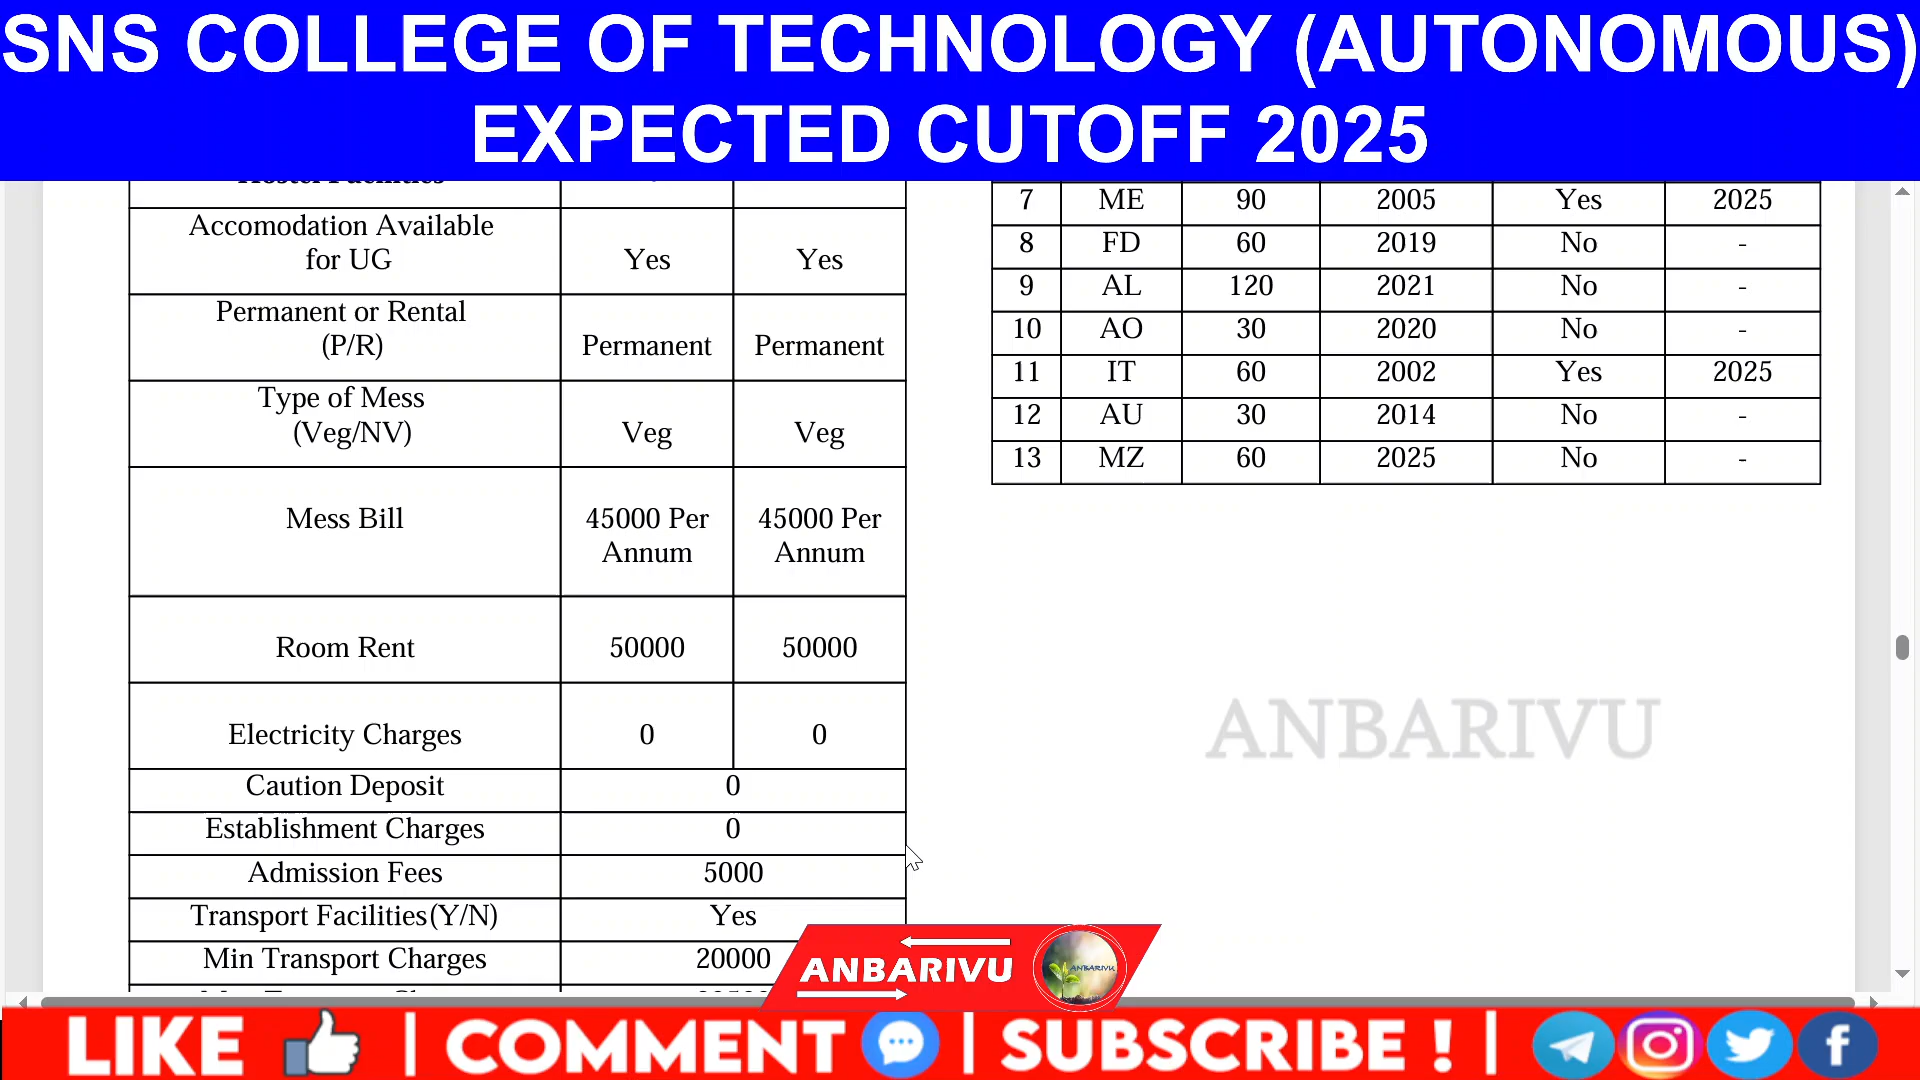 SNS COLLEGE OF TECHNOLOGY (AUTONOMOUS)
EXPECTED CUTOFF 2025
Hostel Facilities
Accomodation Available
for UG Yes Yes
Permanent or Rental
(P/R) Permanent Permanent
Type of Mess
(Veg/NV) Veg Veg
Mess Bill 45000 Per 45000 Per
Annum Annum
Room Rent 50000 50000
Electricity Charges 0 0
Caution Deposit 0
Establishment Charges 0
Admission Fees 5000
Transport Facilities(Y/N) Yes
Min Transport Charges 20000
7 ME 90 2005 Yes 2025
8 FD 60 2019 No -
9 AL 120 2021 No -
10 AO 30 2020 No -
11 IT 60 2002 Yes 2025
12 AU 30 2014 No -
13 MZ 60 2025 No -
ANBARIVU
ANBARIVU
ANBARIVU
LIKE | COMMENT | SUBSCRIBE ! |